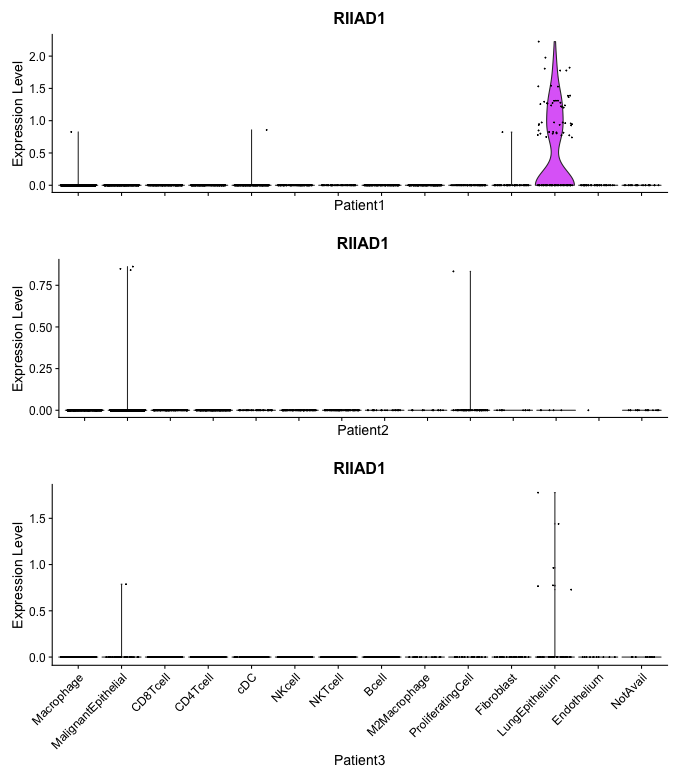 RIIAD1
Expression Level
2.0
1.5
1.0
0.5
0.0
Patient1
RIIAD1
Expression Level
0.75
0.50
0.25
0.00
Patient2
RIIAD1
Expression Level
1.5
1.0
0.5
0.0
Macrophage
MalignantEpithelial
CD8Tcell
CD4Tcell
cDC
NKcell
NKTcell
Bcell
M2Macrophage
ProliferatingCell
Fibroblast
LungEpithelium
Endothelium
NotAvail
Patient3